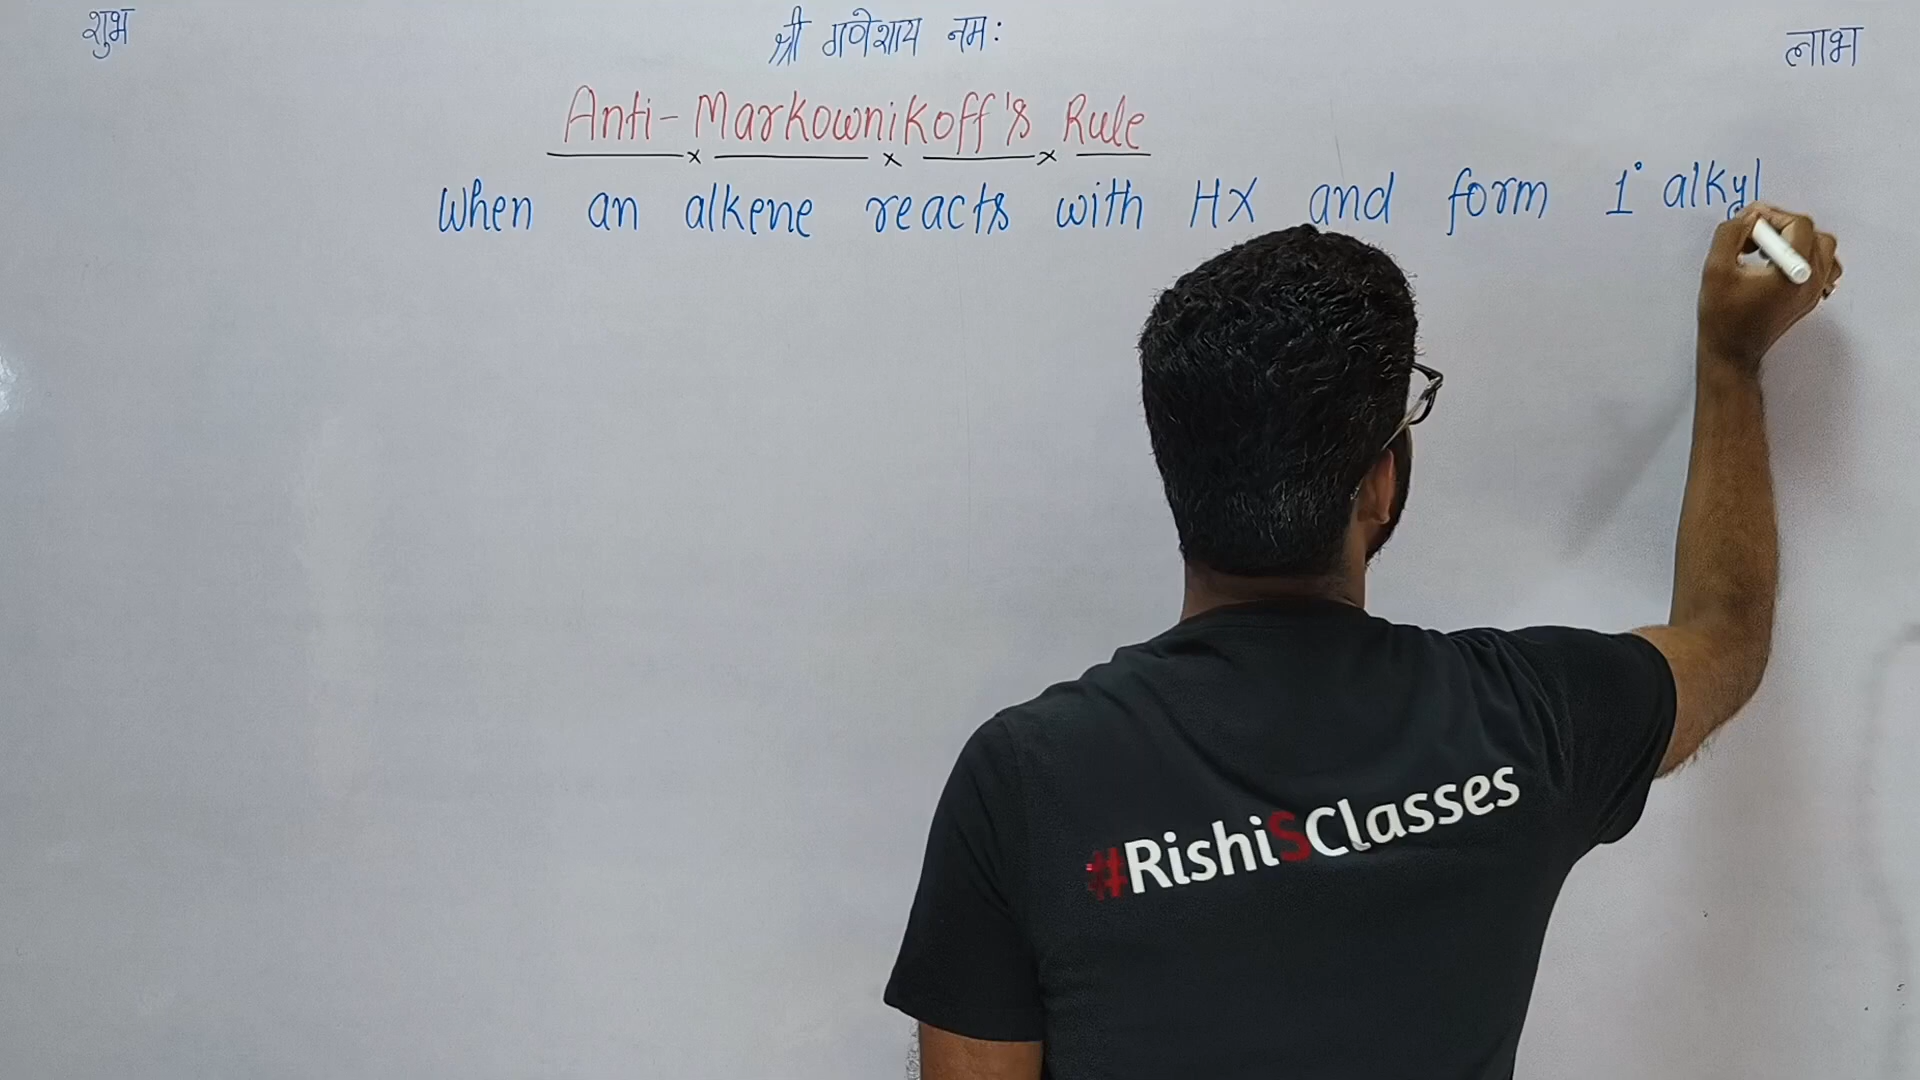 शुभ श्री गणेशाय नमः लाभ
Anti-Markownikoff's Rule
When an alkene reacts with HX and form 1° alkyl
#RishiSClasses